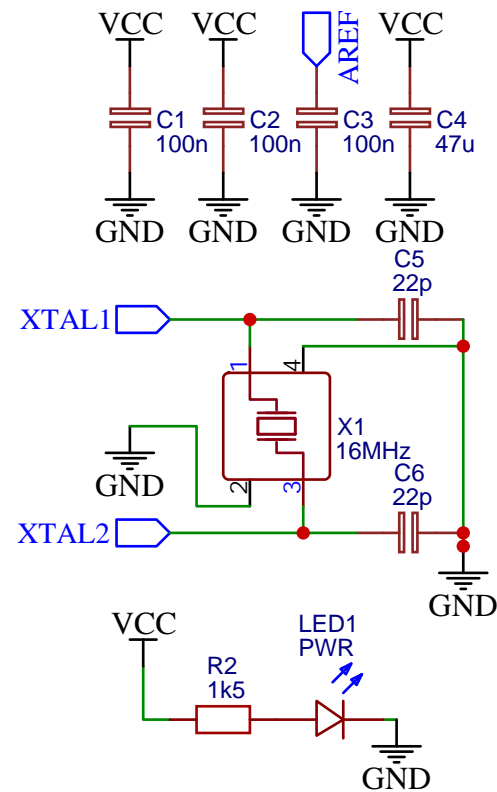 VCC
VCC
AREF
VCC
C1
100n
C2
100n
C3
100n
C4
47u
GND
GND
GND
GND
C5
22p
XTAL1
1
4
X1
16MHz
GND
2
3
C6
22p
XTAL2
GND
VCC
LED1
PWR
R2
1k5
GND